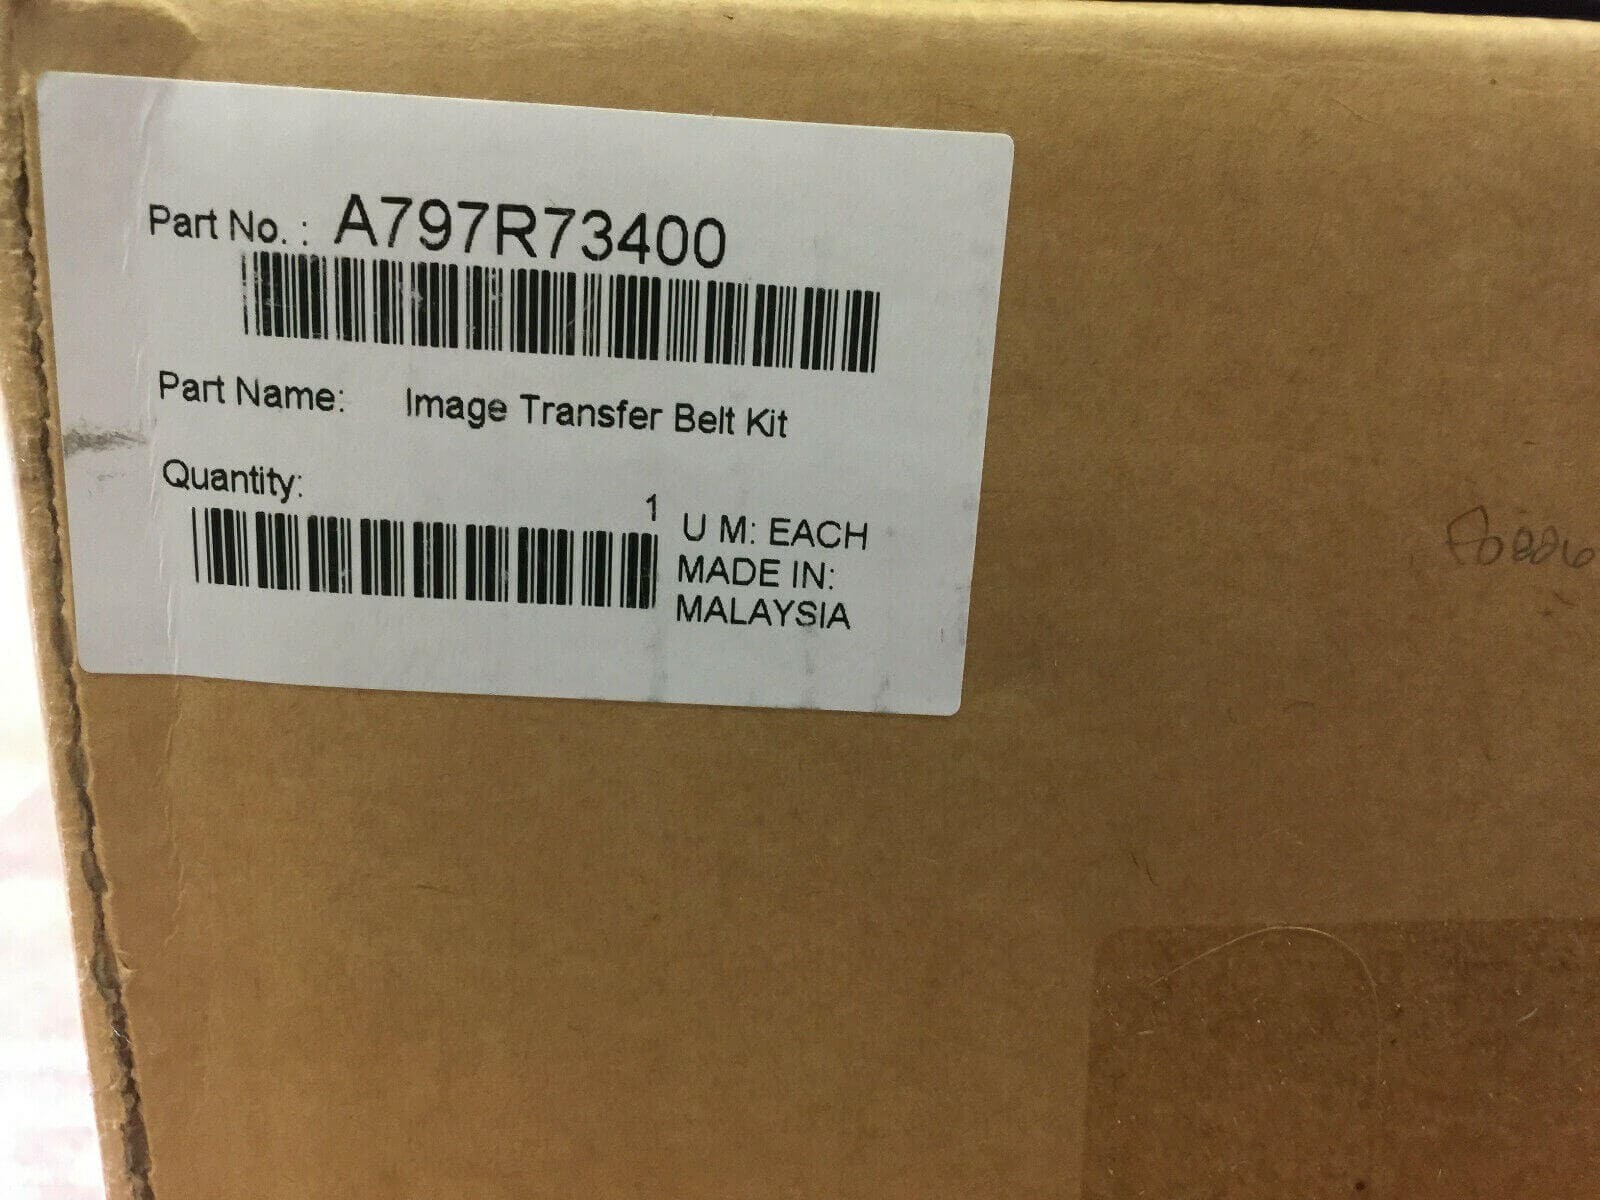 Part No. : A797R73400
Part Name: Image Transfer Belt Kit
Quantity:
1 U M: EACH
MADE IN:
MALAYSIA